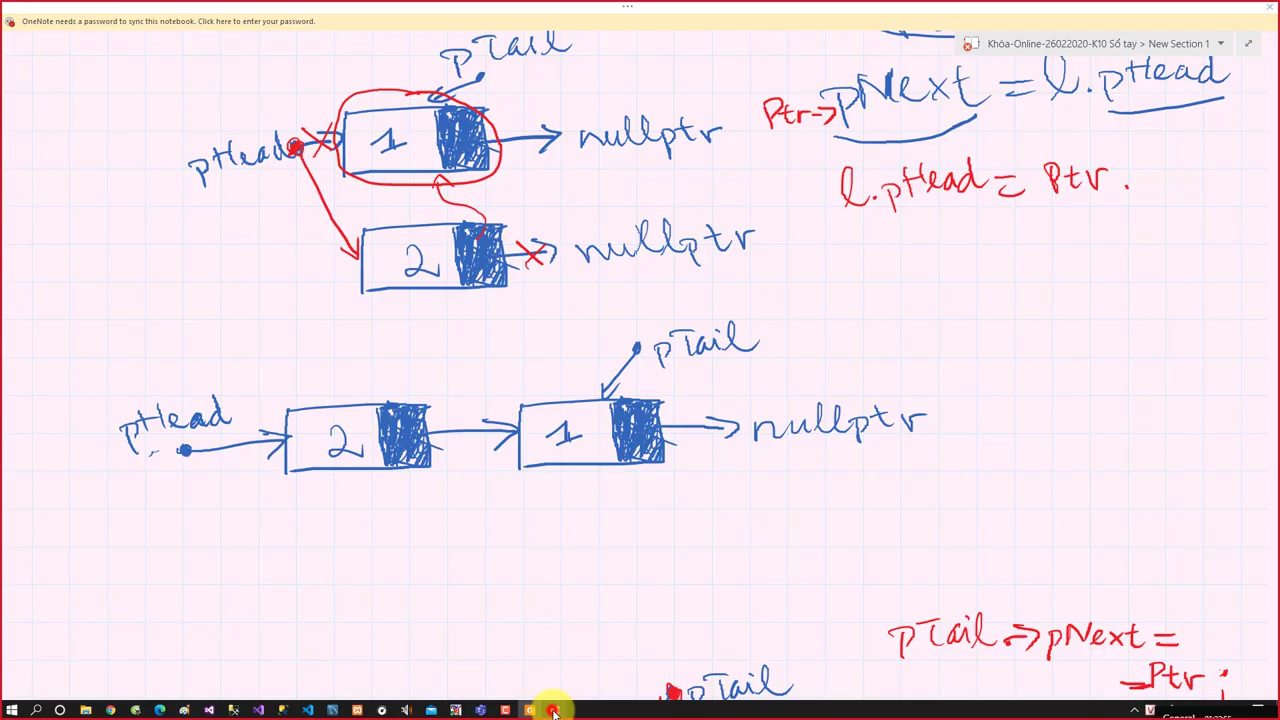 OneNote needs a password to sync this notebook. Click here to enter your password.
Khóa-Online-26022020-K10 Sổ tay > New Section 1
pTail
Ptr→pNext = l.pHead
pHead
1
nullptr
l.pHead = Ptr.
2
nullptr
pTail
pHead
2
1
nullptr
pTail → pNext =
=Ptr ;
pTail